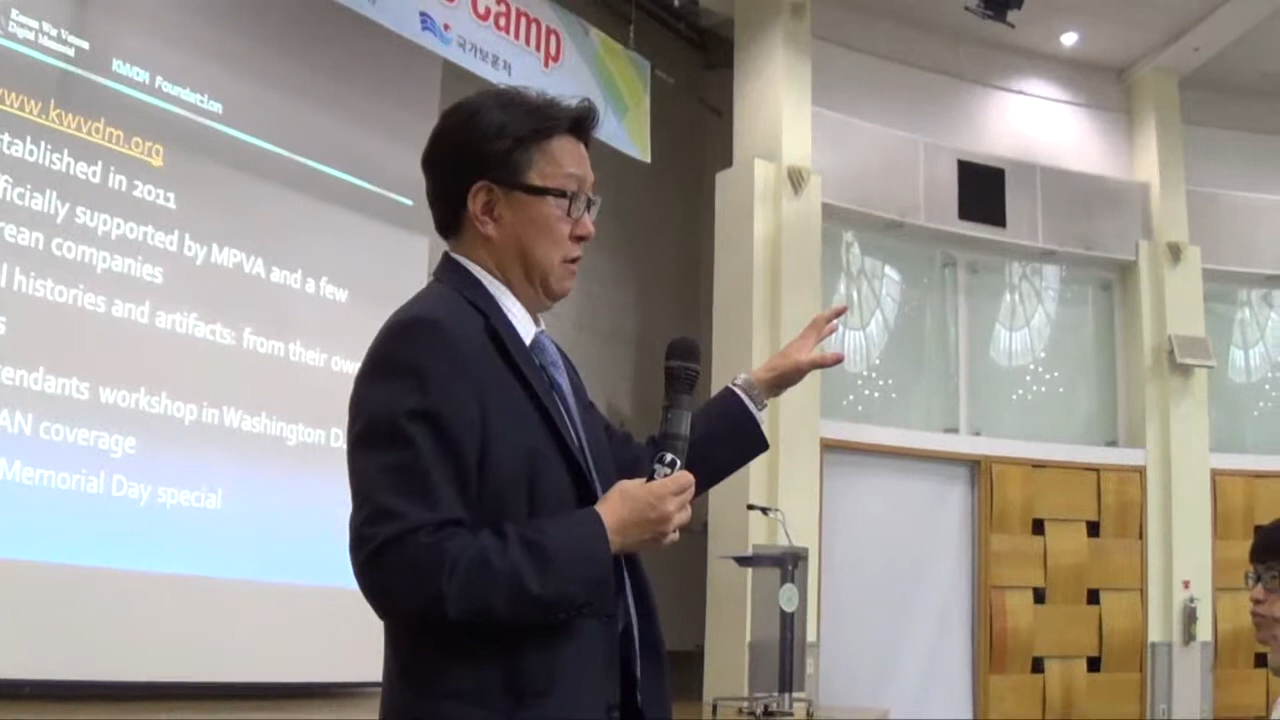 Camp
국가보훈처
Korean War Veterans
Digital Memorial
KWVDM Foundation
www.kwvdm.org
stablished in 2011
ficially supported by MPVA and a few
rean companies
l histories and artifacts: from their own
s
endants workshop in Washington D.
AN coverage
Memorial Day special